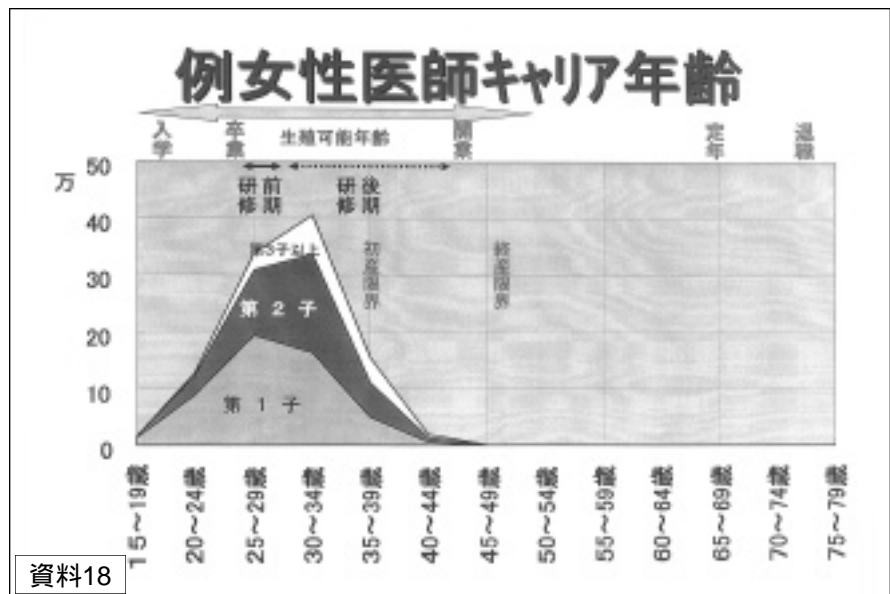 例女性医師キャリア年齢
入学
卒業
生殖可能年齢
開業
定年
退職
万
50
40
30
20
10
0
前期研修
後期研修
第3子以上
初産限界
終産限界
第2子
第1子
15~19歳
20~24歳
25~29歳
30~34歳
35~39歳
40~44歳
45~49歳
50~54歳
55~59歳
60~64歳
65~69歳
70~74歳
75~79歳
資料18